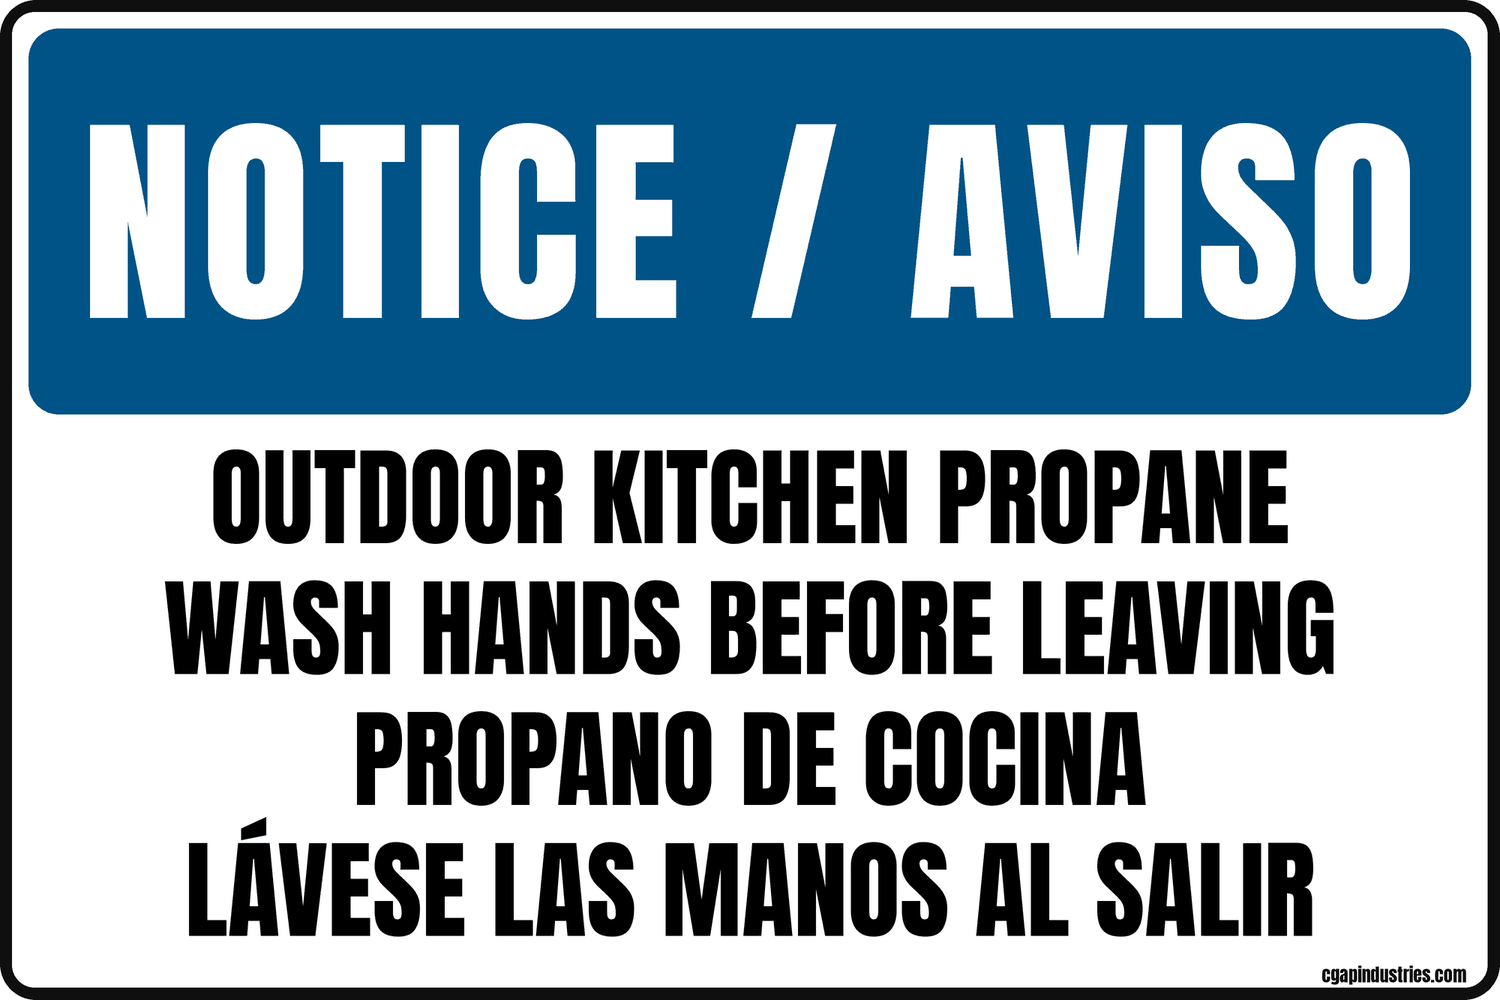 NOTICE / AVISO
OUTDOOR KITCHEN PROPANE
WASH HANDS BEFORE LEAVING
PROPANO DE COCINA
LÁVESE LAS MANOS AL SALIR
cgapindustries.com